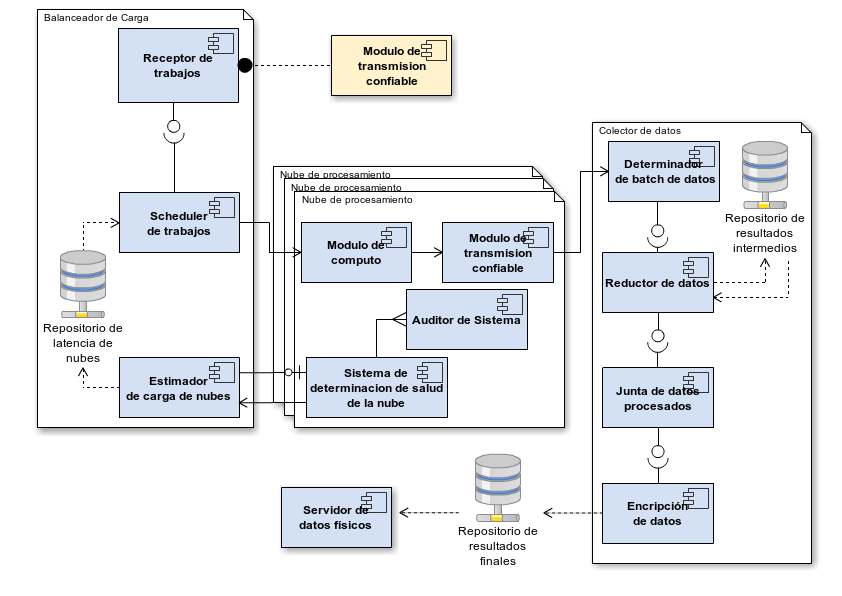 Balanceador de Carga
Receptor de
trabajos
Modulo de
transmision
confiable
Scheduler
de trabajos
Repositorio de
latencia de
nubes
Estimador
de carga de nubes
Nube de procesamiento
Nube de procesamiento
Nube de procesamiento
Modulo de
computo
Modulo de
transmision
confiable
Auditor de Sistema
Sistema de
determinacion de salud
de la nube
Colector de datos
Determinador
de batch de datos
Repositorio de
resultados
intermedios
Reductor de datos
Junta de datos
procesados
Encripción
de datos
Repositorio de
resultados
finales
Servidor de
datos fisicos